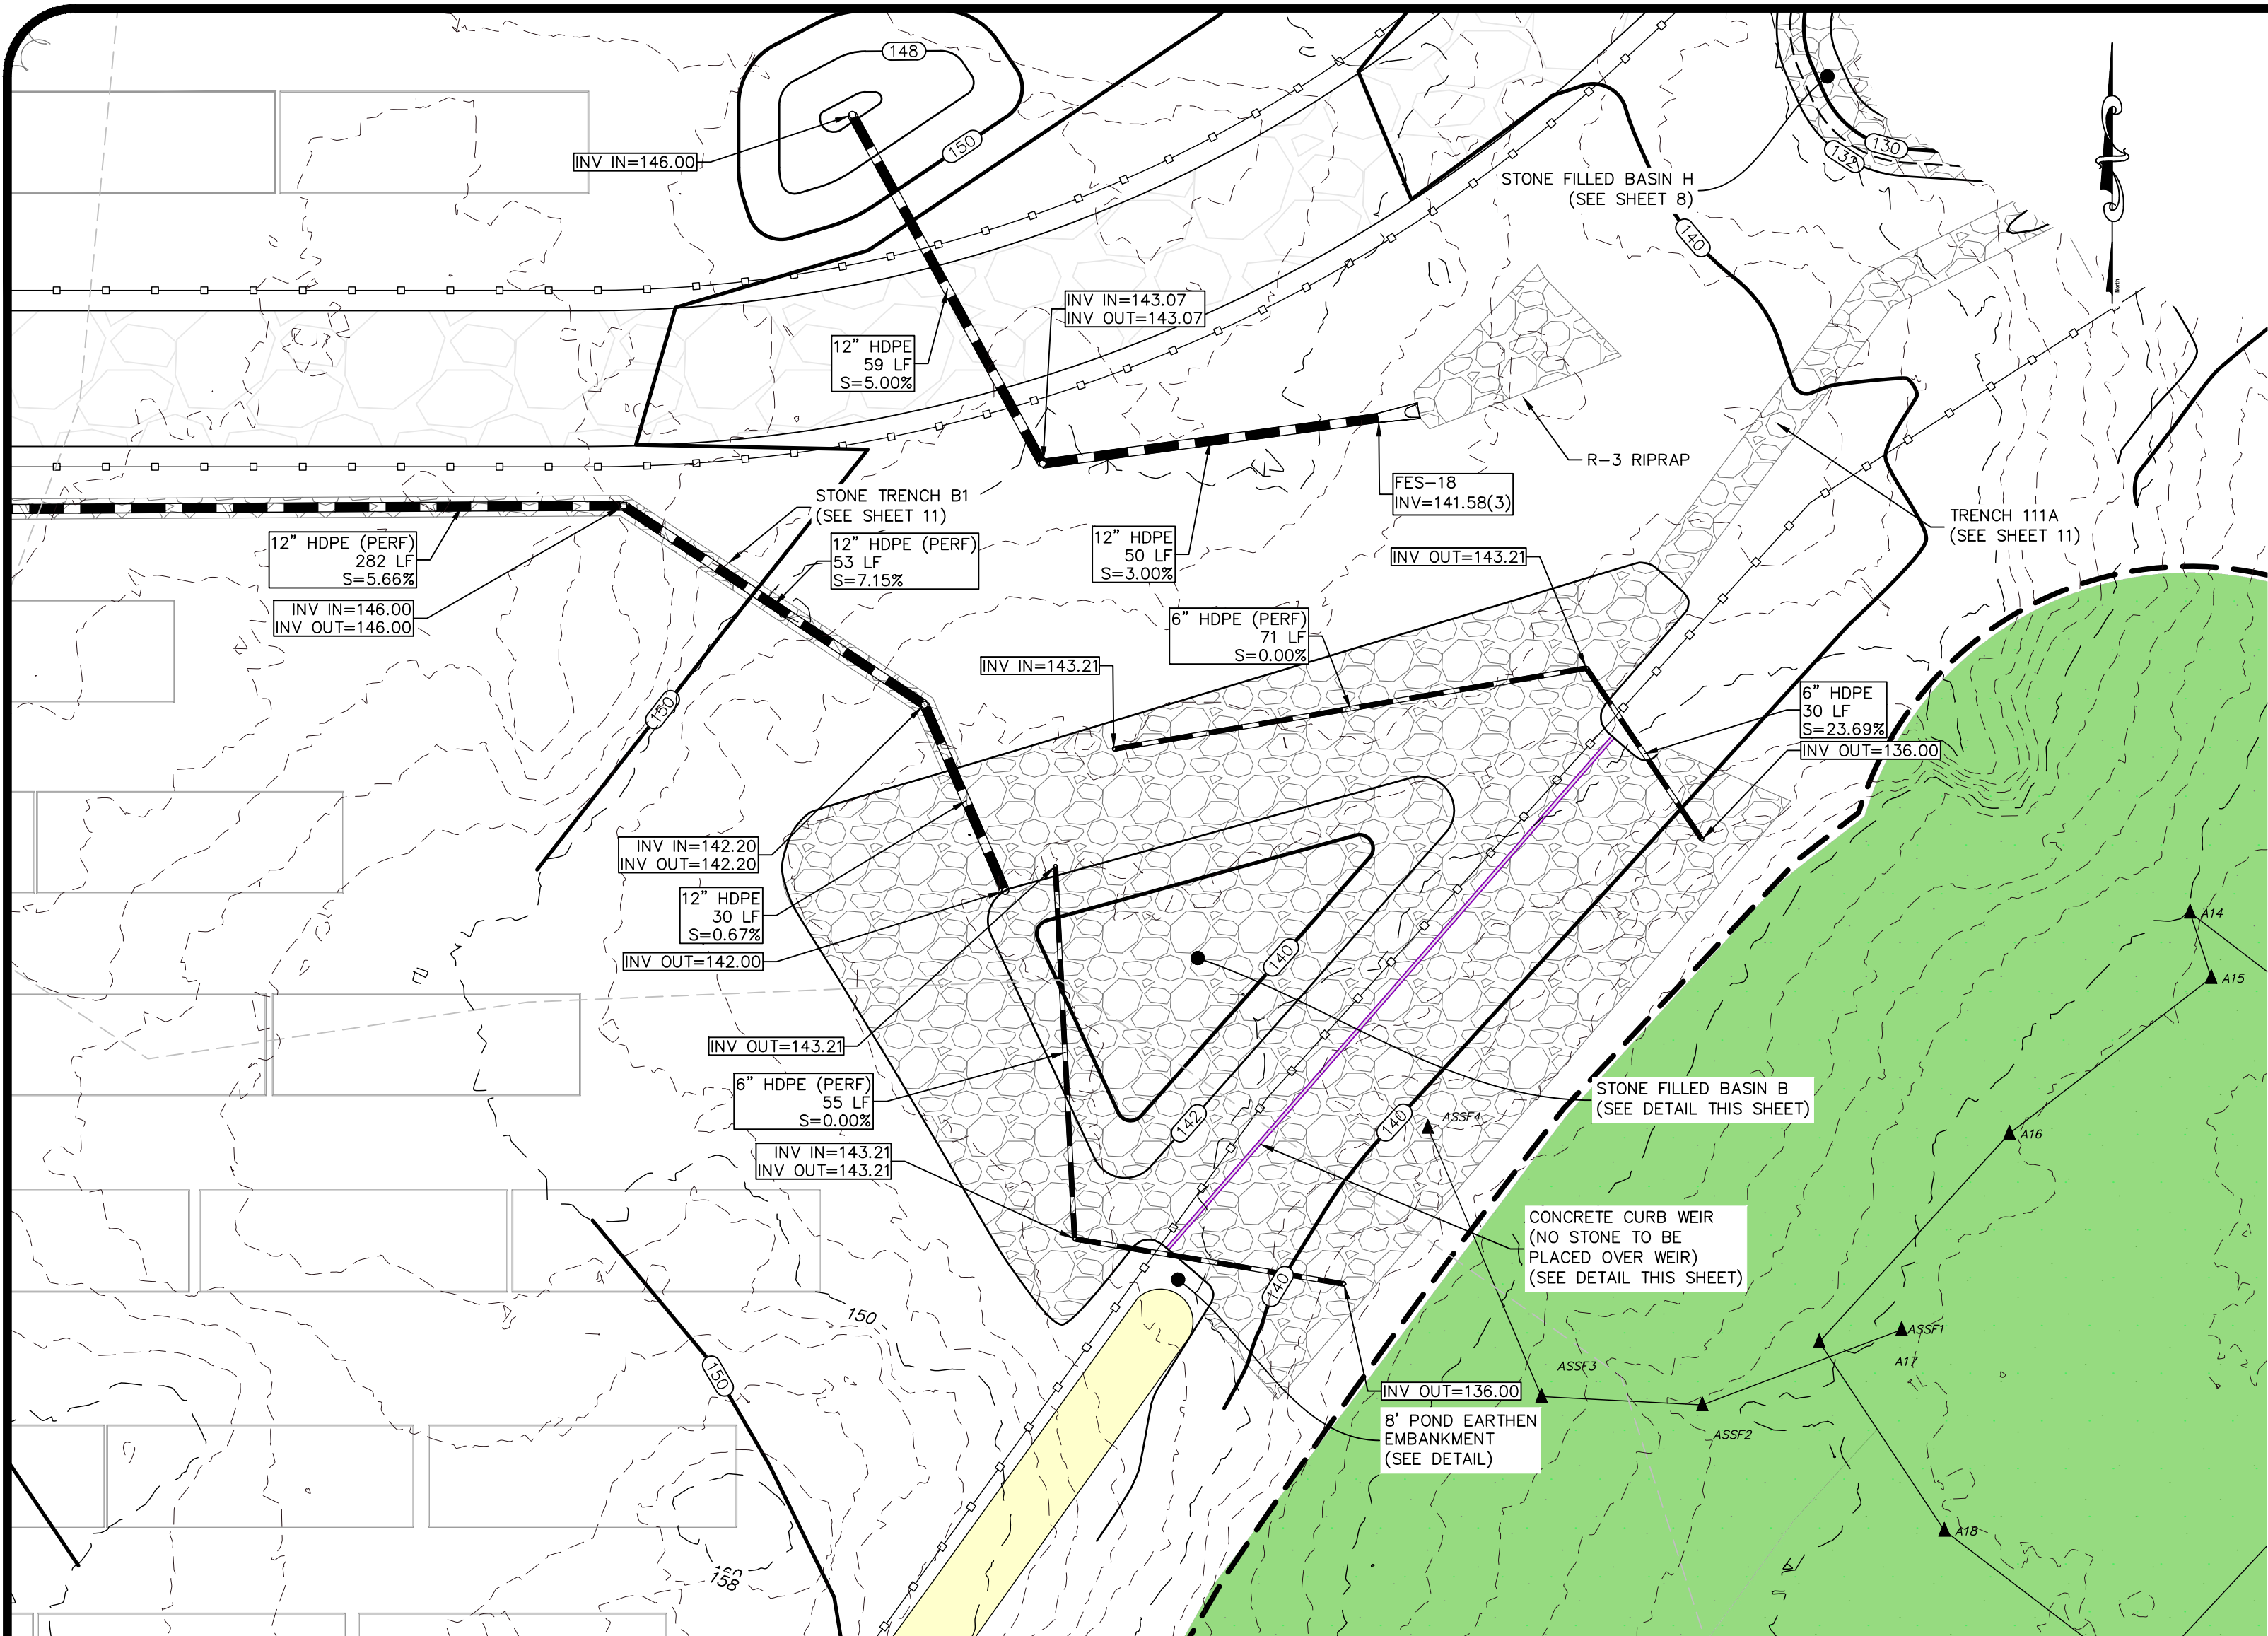 148
150
INV IN=146.00
130
132
STONE FILLED BASIN H
(SEE SHEET 8)
140
North
INV IN=143.07
INV OUT=143.07
12" HDPE
59 LF
S=5.00%
R-3 RIPRAP
FES-18
INV=141.58(3)
STONE TRENCH B1
(SEE SHEET 11)
TRENCH 111A
(SEE SHEET 11)
12" HDPE (PERF)
282 LF
S=5.66%
12" HDPE (PERF)
53 LF
S=7.15%
12" HDPE
50 LF
S=3.00%
INV OUT=143.21
INV IN=146.00
INV OUT=146.00
6" HDPE (PERF)
71 LF
S=0.00%
INV IN=143.21
150
6" HDPE
30 LF
S=23.69%
INV OUT=136.00
INV IN=142.20
INV OUT=142.20
12" HDPE
30 LF
S=0.67%
INV OUT=142.00
140
A14
A15
INV OUT=143.21
6" HDPE (PERF)
55 LF
S=0.00%
STONE FILLED BASIN B
(SEE DETAIL THIS SHEET)
142
140
ASSF4
A16
INV IN=143.21
INV OUT=143.21
CONCRETE CURB WEIR
(NO STONE TO BE
PLACED OVER WEIR)
(SEE DETAIL THIS SHEET)
140
150
ASSF1
A17
ASSF3
150
INV OUT=136.00
8' POND EARTHEN
EMBANKMENT
(SEE DETAIL)
ASSF2
A18
158